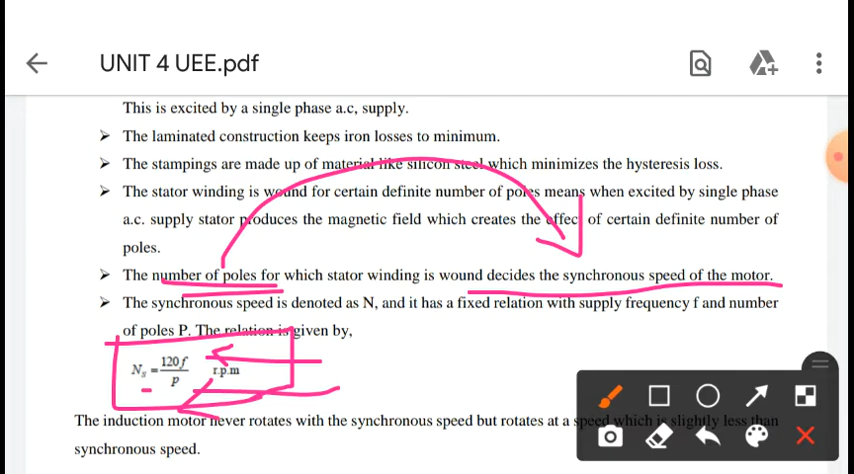 UNIT 4 UEE.pdf
This is excited by a single phase a.c, supply.
➢ The laminated construction keeps iron losses to minimum.
➢ The stampings are made up of material like silicon steel which minimizes the hysteresis loss.
➢ The stator winding is wound for certain definite number of poles means when excited by single phase
a.c. supply stator produces the magnetic field which creates the effect of certain definite number of
poles.
➢ The number of poles for which stator winding is wound decides the synchronous speed of the motor.
➢ The synchronous speed is denoted as N, and it has a fixed relation with supply frequency f and number
of poles P. The relation is given by,
Ns = 120f / P r.p.m
The induction motor never rotates with the synchronous speed but rotates at a speed which is slightly less than
synchronous speed.